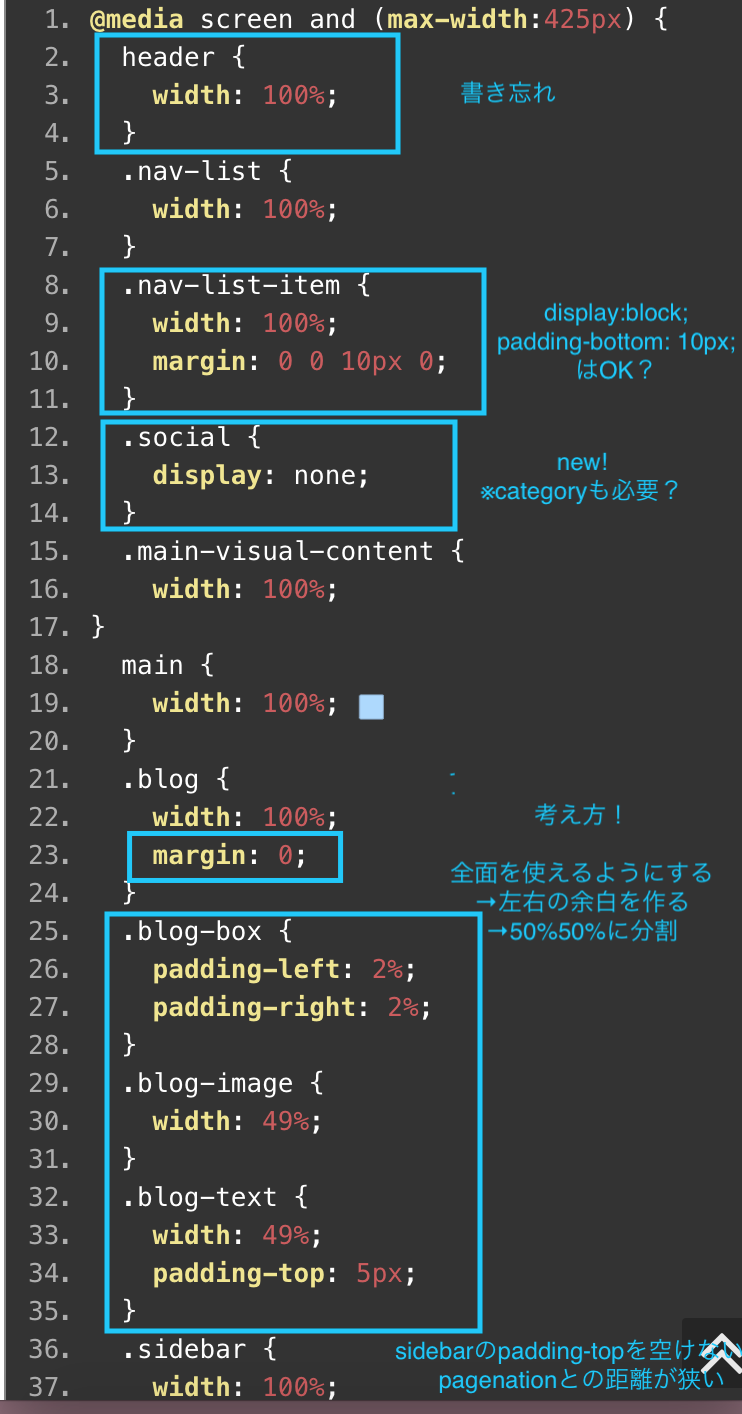 1. @media screen and (max-width:425px) {
2. header {
3. width: 100%;
書き忘れ
4. }
5. .nav-list {
6. width: 100%;
7. }
8. .nav-list-item {
9. width: 100%;
10. margin: 0 0 10px 0;
11. }
display:block;
padding-bottom: 10px;
はOK？
12. .social {
13. display: none;
14. }
new!
※categoryも必要？
15. .main-visual-content {
16. width: 100%;
17. }
18. main {
19. width: 100%;
20. }
21. .blog {
22. width: 100%;
23. margin: 0;
24. }
考え方！
全面を使えるようにする
→左右の余白を作る
→50%50%に分割
25. .blog-box {
26. padding-left: 2%;
27. padding-right: 2%;
28. }
29. .blog-image {
30. width: 49%;
31. }
32. .blog-text {
33. width: 49%;
34. padding-top: 5px;
35. }
36. .sidebar {
37. width: 100%;
sidebarのpadding-topを空けない
pagenationとの距離が狭い